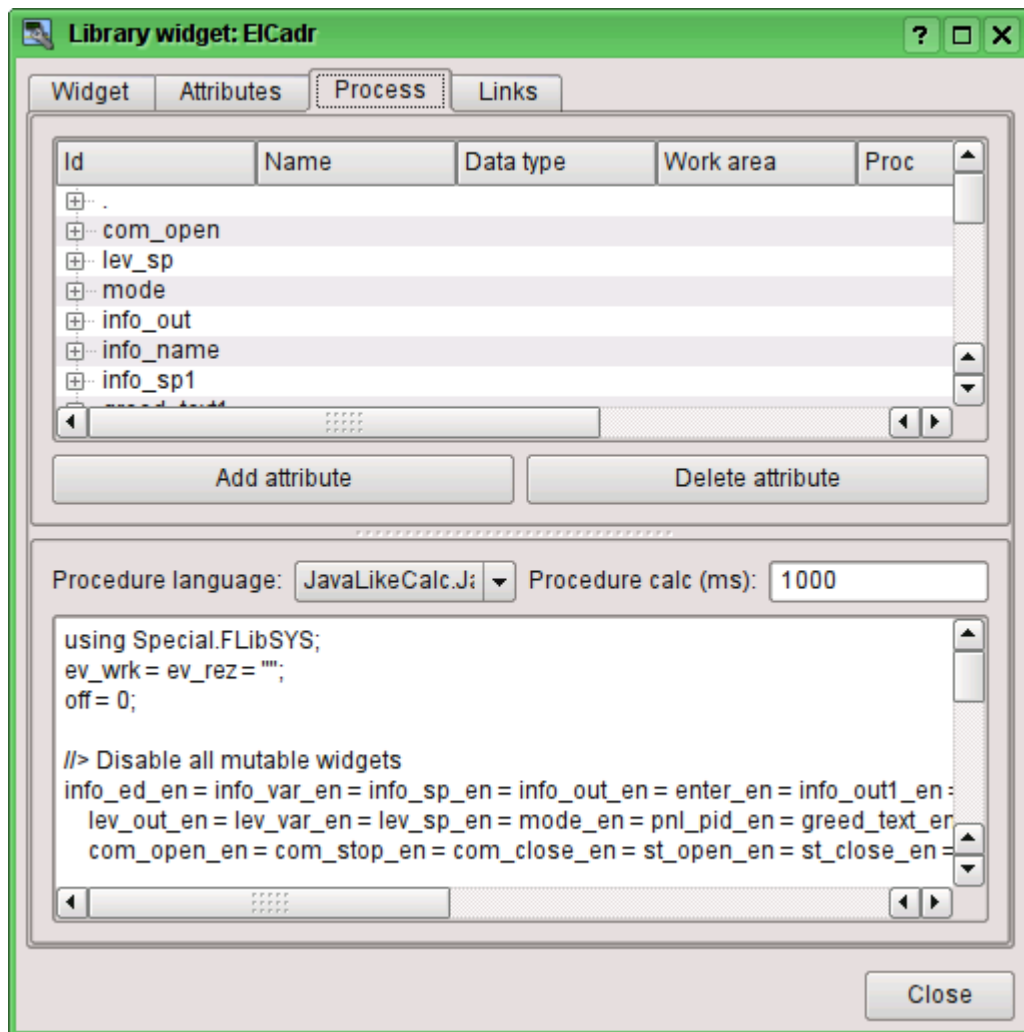 Library widget: ElCadr
Widget Attributes Process Links
Id Name Data type Work area Proc
.
com_open
lev_sp
mode
info_out
info_name
info_sp1
Add attribute Delete attribute
Procedure language: JavaLikeCalc.Ja Procedure calc (ms): 1000
using Special.FLibSYS;
ev_wrk = ev_rez = "";
off = 0;
//> Disable all mutable widgets
info_ed_en = info_var_en = info_sp_en = info_out_en = enter_en = info_out1_en =
lev_out_en = lev_var_en = lev_sp_en = mode_en = pnl_pid_en = greed_text_en
com_open_en = com_stop_en = com_close_en = st_open_en = st_close_en =
Close